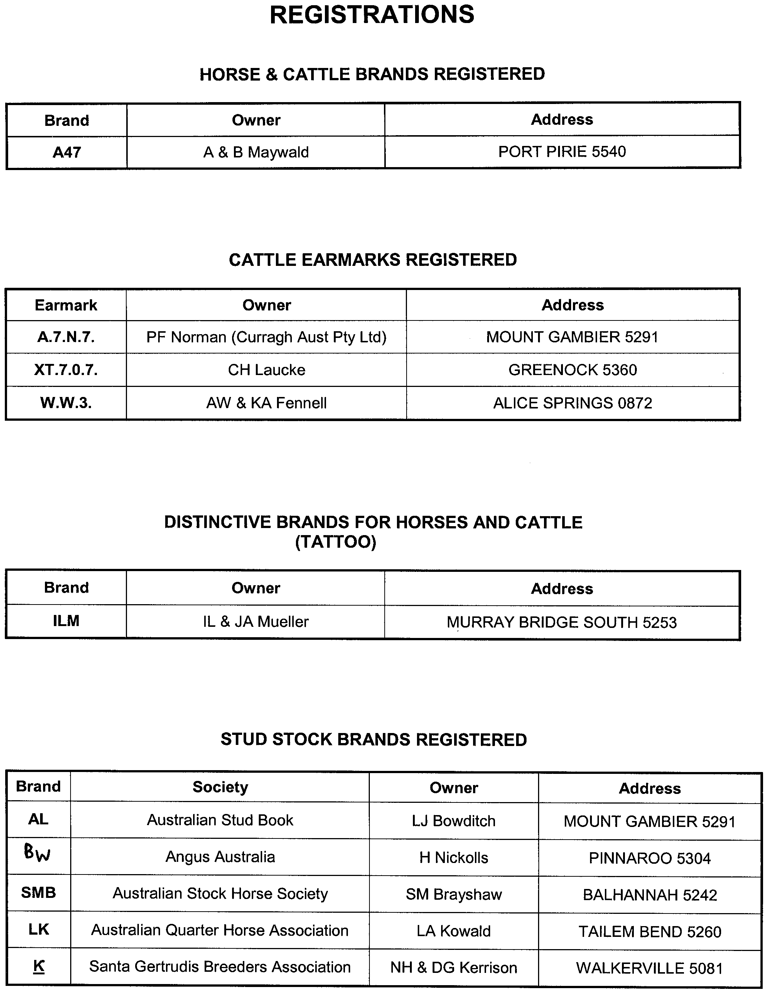 REGISTRATIONS
HORSE & CATTLE BRANDS REGISTERED
Brand Owner Address
A47 A & B Maywald PORT PIRIE 5540
CATTLE EARMARKS REGISTERED
Earmark Owner Address
A.7.N.7. PF Norman (Curragh Aust Pty Ltd) MOUNT GAMBIER 5291
XT.7.0.7. CH Laucke GREENOCK 5360
W.W.3. AW & KA Fennell ALICE SPRINGS 0872
DISTINCTIVE BRANDS FOR HORSES AND CATTLE
(TATTOO)
Brand Owner Address
ILM IL & JA Mueller MURRAY BRIDGE SOUTH 5253
STUD STOCK BRANDS REGISTERED
Brand Society Owner Address
AL Australian Stud Book LJ Bowditch MOUNT GAMBIER 5291
BW Angus Australia H Nickolls PINNAROO 5304
SMB Australian Stock Horse Society SM Brayshaw BALHANNAH 5242
LK Australian Quarter Horse Association LA Kowald TAILEM BEND 5260
K Santa Gertrudis Breeders Association NH & DG Kerrison WALKERVILLE 5081